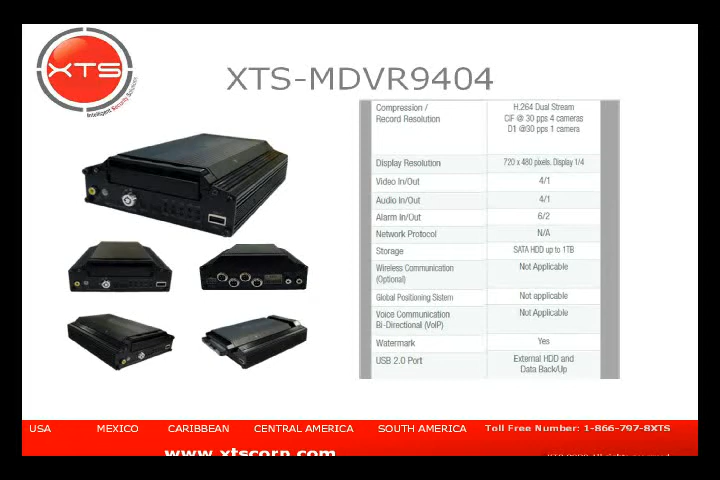 XTS
Intelligent Security Solutions
XTS-MDVR9404
Compression /
Record Resolution
H.264 Dual Stream
CIF @ 30 pps 4 cameras
D1 @30 pps 1 camera
Display Resolution
720 x 480 pixels. Display 1/4
Video In/Out
4/1
Audio In/Out
4/1
Alarm In/Out
6/2
Network Protocol
N/A
Storage
SATA HDD up to 1TB
Wireless Communication
(Optional)
Not Applicable
Global Positioning Sistem
Not applicable
Voice Communication
Bi-Directional (VoIP)
Not Applicable
Watermark
Yes
USB 2.0 Port
External HDD and
Data Back/Up
USA MEXICO CARIBBEAN CENTRAL AMERICA SOUTH AMERICA Toll Free Number: 1-866-797-8XTS
www.xtscorp.com